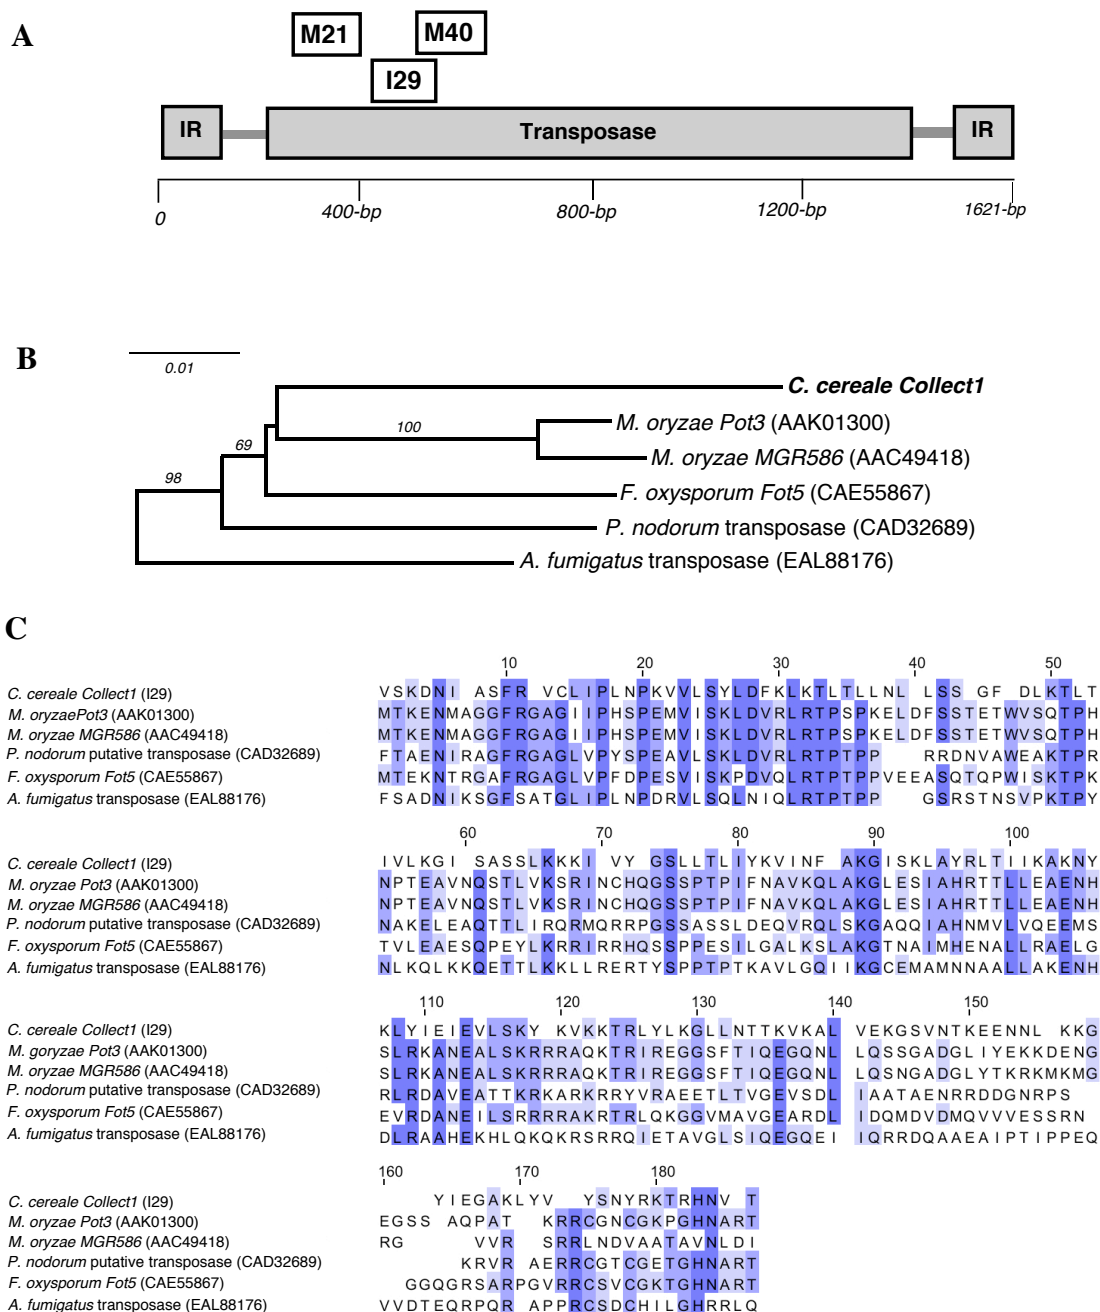 A
M21
M40
I29
IR
Transposase
IR
0
400-bp
800-bp
1200-bp
1621-bp
B
0.01
C. cereale Collect1
100
M. oryzae Pot3 (AAK01300)
69
M. oryzae MGR586 (AAC49418)
98
F. oxysporum Fot5 (CAE55867)
P. nodorum transposase (CAD32689)
A. fumigatus transposase (EAL88176)
C
10 20 30 40 50
C. cereale Collect1 (I29) VSKDNI ASFR VCLIPLNPKVVLSYLDFKLKTLTLLNL LSS GF DLKTLT
M. oryzaePot3 (AAK01300) MTKENMAGGFRGAGIIPHSPEMVISKLDVRLRTPSPKELDFSSTETWVSQTPH
M. oryzae MGR586 (AAC49418) MTKENMAGGFRGAGIIPHSPEMVISKLDVRLRTPSPKELDFSSTETWVSQTPH
P. nodorum putative transposase (CAD32689) FTAENIRAGFRGAGLVPYSPEAVLSKLDVRLRTPTPP RRDNVAWEAKTPR
F. oxysporum Fot5 (CAE55867) MTEKNTRGAFRGAGLVPFDPESVISKPDVQLRTPTPPVEEASQTQPWISKTPK
A. fumigatus transposase (EAL88176) FSADNIKSGFSATGLIPLNPDRVLSQLNIQLRTPTPP GSRSTNSVPKTPY
60 70 80 90 100
C. cereale Collect1 (I29) IVLKGI SASSLKKKI VY GSLLTLIYKVINF AKGISKLAYRLTIIKAKNY
M. oryzae Pot3 (AAK01300) NPTEAVNQSTLVKSRINCHQGSSPTPIFNAVKQLAKGLESIAHRTTLLEAENH
M. oryzae MGR586 (AAC49418) NPTEAVNQSTLVKSRINCHQGSSPTPIFNAVKQLAKGLESIAHRTTLLEAENH
P. nodorum putative transposase (CAD32689) NAKELEAQTTLIRQRMQRRPGSSASSLDEQVRQLSKGAQQIAHNMVLVQEEMS
F. oxysporum Fot5 (CAE55867) TVLEAESQPEYLKRRIRRHQSSPPESILGALKSLAKGTNAIMHENALLRAELG
A. fumigatus transposase (EAL88176) NLKQLKKQETTLKKLLRERTYSPPTPTKAVLGQIIKGCEMAMNNAALLAKENH
110 120 130 140 150
C. cereale Collect1 (I29) KLYIEIEVLSKY KVKKTRLYLKGLLNTTKVKAL VEKGSVNTKEENNL KKG
M. goryzae Pot3 (AAK01300) SLRKANEALSKRRRAQKTRIREGGSFTIQEGQNL LQSSGADGLIYEKKDENG
M. oryzae MGR586 (AAC49418) SLRKANEALSKRRRAQKTRIREGGSFTIQEGQNL LQSNGADGLYTKRKMKMG
P. nodorum putative transposase (CAD32689) RLRDAVEATTKRKARKRRYVRAEETLTVGEVSDL IAATAENRRDDGNRPS
F. oxysporum Fot5 (CAE55867) EVRDANEILSRRRRAKRTRLQKGGVMAVGEARDL IDQMDVDMQVVVESSRN
A. fumigatus transposase (EAL88176) DLRAAHEKHLQKQKRSRRQIETAVGLSIQEGQEI IQRRDQAAEAIPTIPPEQ
160 170 180
C. cereale Collect1 (I29) YIEGAKLYV YSNYRKTRHNV T
M. oryzae Pot3 (AAK01300) EGSS AQPAT KRRCGNCGKPGHNART
M. oryzae MGR586 (AAC49418) RG VVR SRRLNDVAATAVNLDI
P. nodorum putative transposase (CAD32689) KRVR AERRCGTCGETGHNART
F. oxysporum Fot5 (CAE55867) GGQGRSARPGVRRCSVCGKTGHNART
A. fumigatus transposase (EAL88176) VVDTEQRPQR APPRCSDCHILGHRRLQ